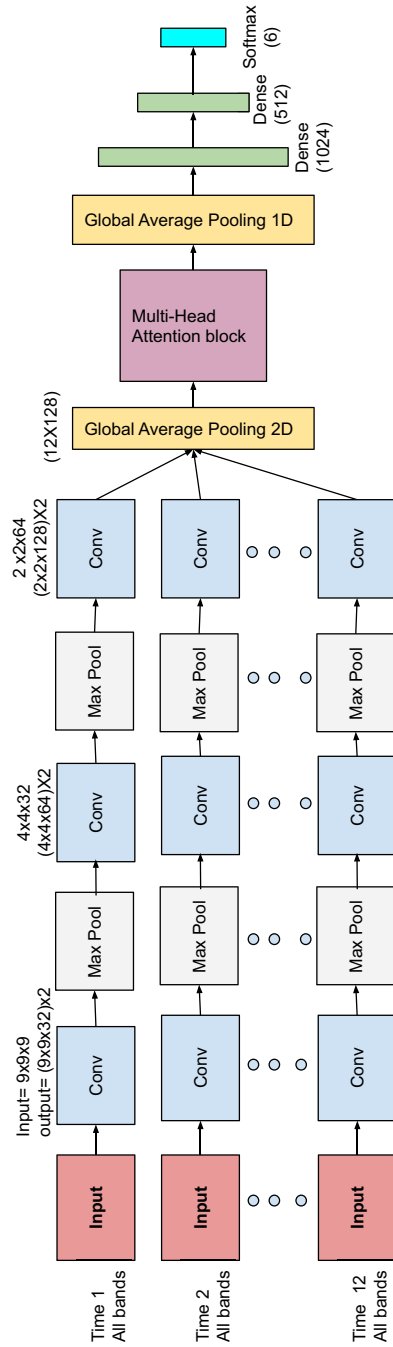 Time 1
All bands
Input
Input= 9x9x9
output= (9x9x32)x2
Conv
Max Pool
4x4x32
(4x4x64)X2
Conv
Max Pool
2 x2x64
(2x2x128)X2
Conv
Time 2
All bands
Input
Conv
Max Pool
Conv
Max Pool
Conv
Time 12
All bands
Input
Conv
Max Pool
Conv
Max Pool
Conv
(12X128)
Global Average Pooling 2D
Multi-Head
Attention block
Global Average Pooling 1D
Dense
(1024)
Dense
(512)
Softmax
(6)